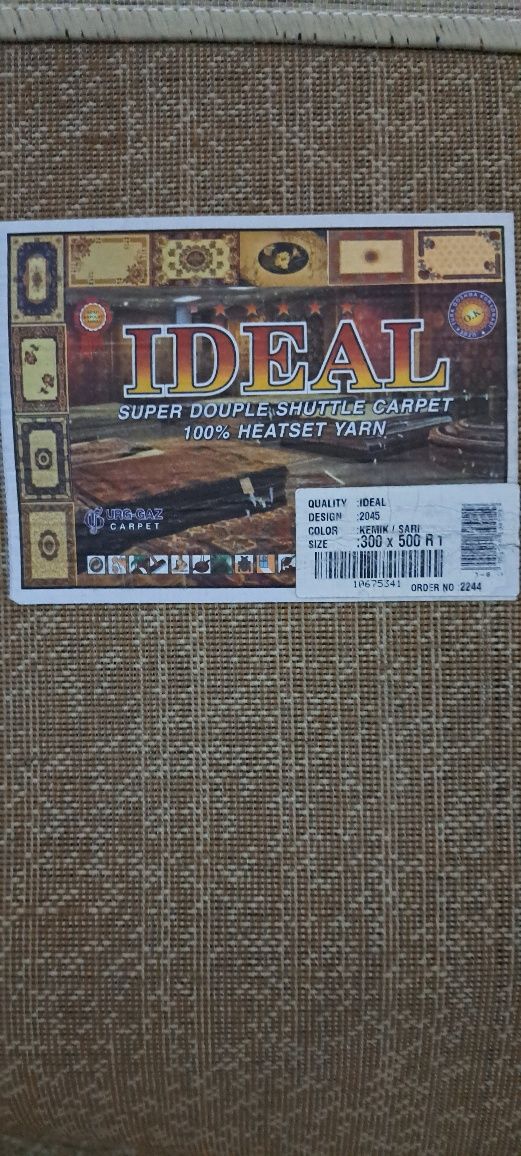 IDEAL
SUPER DOUPLE SHUTTLE CARPET
100% HEATSET YARN
URG-GAZ
CARPET
QUALITY :IDEAL
DESIGN :2045
COLOR :KEMIK / SARI
SIZE :300 x 500 R 1
10675341
ORDER NO :2244
O.K